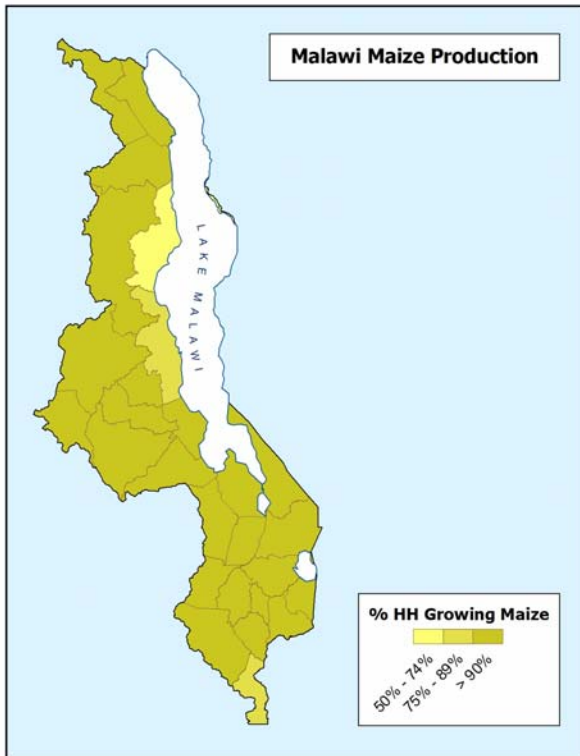 Malawi Maize Production
LAKE MALAWI
% HH Growing Maize
50% - 74%
75% - 89%
> 90%